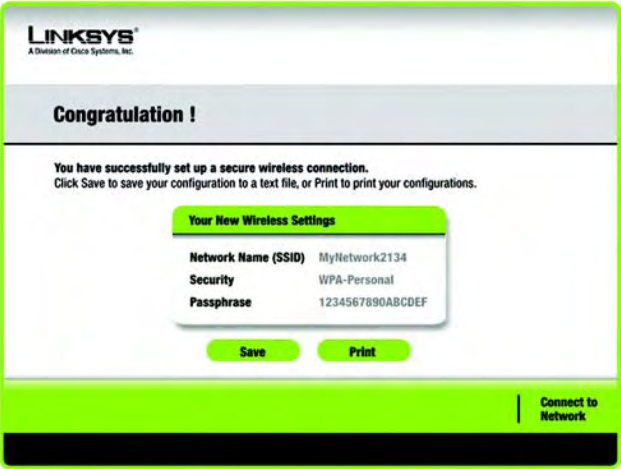 LINKSYS®
A Division of Cisco Systems, Inc.
Congratulation !
You have successfully set up a secure wireless connection.
Click Save to save your configuration to a text file, or Print to print your configurations.
Your New Wireless Settings
Network Name (SSID) MyNetwork2134
Security WPA-Personal
Passphrase 1234567890ABCDEF
Save Print
Connect to
Network